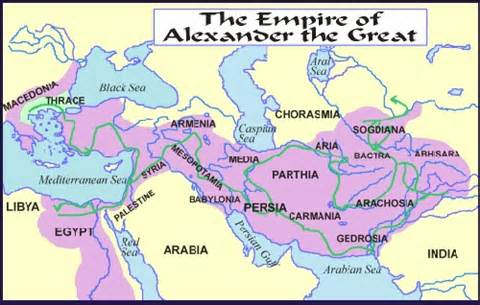 The Empire of
Alexander the Great
Aral
Sea
Black Sea
MACEDONIA
THRACE
CHORASMIA
ARMENIA
Caspian
Sea
SOGDIANA
ARIA
BACTRA
ABHISARA
MEDIA
MESOPOTAMIA
SYRIA
Mediterranean Sea
PARTHIA
BABYLONIA
PALESTINE
LIBYA
PERSIA
CARMANIA
ARACHOSIA
EGYPT
GEDROSIA
Red
Sea
ARABIA
Persian Gulf
INDIA
Arabian Sea